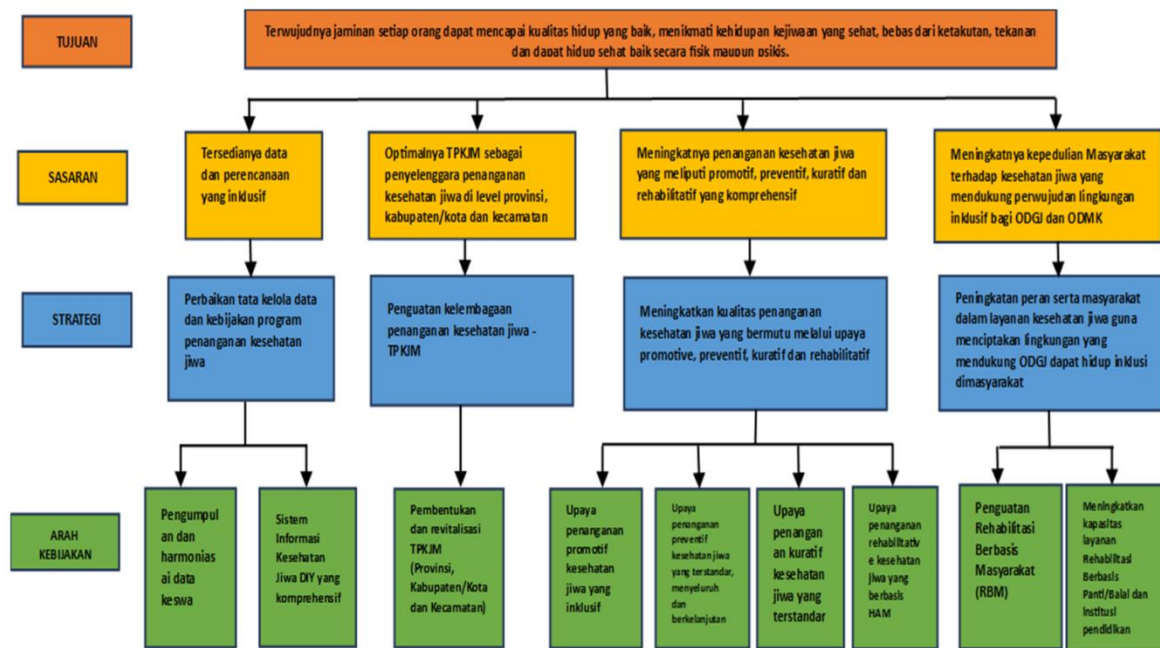 TUJUAN
Terwujudnya jaminan setiap orang dapat mencapai kualitas hidup yang baik, menikmati kehidupan kejiwaan yang sehat, bebas dari ketakutan, tekanan
dan dapat hidup sehat baik secara fisik maupun psikis.
SASARAN
Tersedianya data
dan perencanaan
yang inklusif
Optimalnya TPKJM sebagai
penyelenggara penanganan
kesehatan jiwa di level provinsi,
kabupaten/kota dan kecamatan
Meningkatnya penanganan kesehatan jiwa
yang meliputi promotif, preventif, kuratif dan
rehabilitatif yang komprehensif
Meningkatnya kepedulian Masyarakat
terhadap kesehatan jiwa yang
mendukung perwujudan lingkungan
inklusif bagi ODGJ dan ODMK
STRATEGI
Perbaikan tata kelola data
dan kebijakan program
penanganan kesehatan
jiwa
Penguatan kelembagaan
penanganan kesehatan jiwa -
TPKJM
Meningkatkan kualitas penanganan
kesehatan jiwa yang bermutu melalui upaya
promotive, preventif, kuratif dan rehabilitatif
Peningkatan peran serta masyarakat
dalam layanan kesehatan jiwa guna
menciptakan lingkungan yang
mendukung ODGJ dapat hidup inklusi
dimasyarakat
ARAH
KEBIJAKAN
Pengumpul
an dan
harmonias
ai data
keswa
Sistem
Informasi
Kesehatan
Jiwa DIY yang
komprehensif
Pembentukan
dan revitalisasi
TPKJM
(Provinsi,
Kabupaten/Kota
dan Kecamatan)
Upaya
penanganan
promotif
kesehatan
jiwa yang
inklusif
Upaya
penanganan
preventif
kesehatan jiwa
yang terstandar,
menyeluruh
dan
berkelanjutan
Upaya
penangan
an kuratif
kesehatan
jiwa yang
terstandar
Upaya
penanganan
rehabilitativ
e kesehatan
jiwa yang
berbasis
HAM
Penguatan
Rehabilitasi
Berbasis
Masyarakat
(RBM)
Meningkatkan
kapasitas
layanan
Rehabilitasi
Berbasis
Panti/Balai dan
institusi
pendidikan